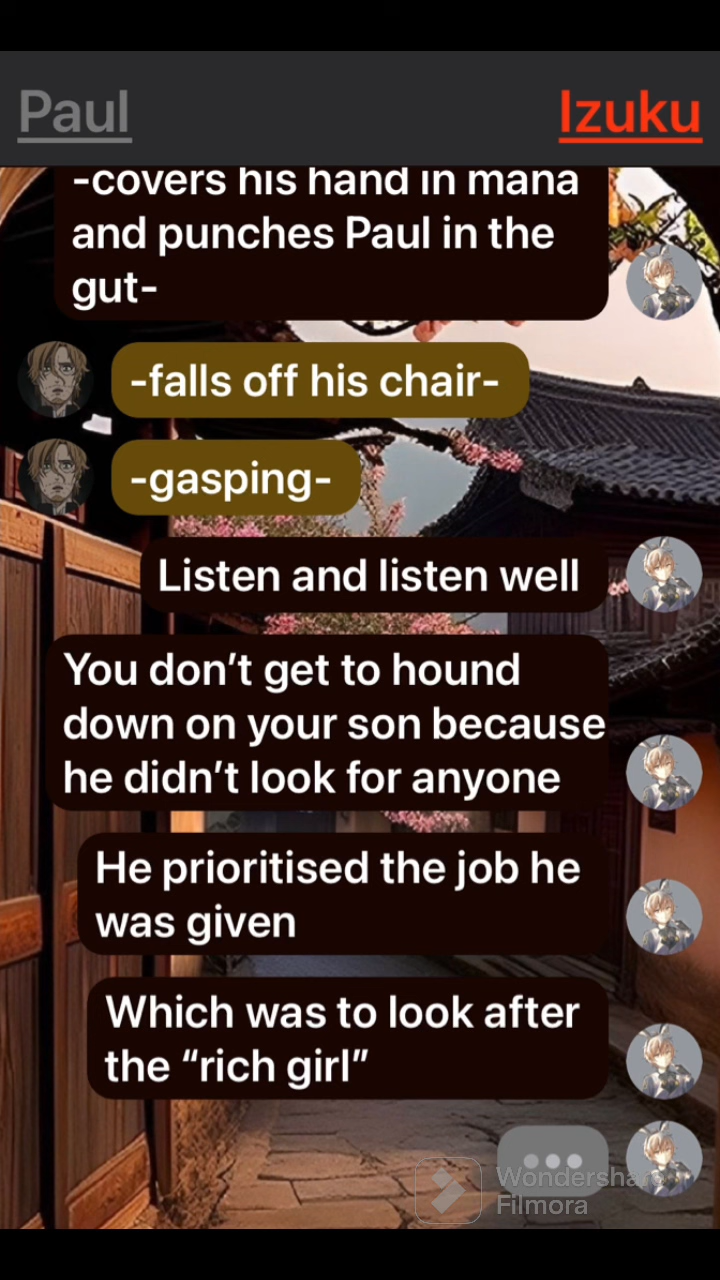 Paul
Izuku
-covers his hand in mana
and punches Paul in the
gut-
-falls off his chair-
-gasping-
Listen and listen well
You don’t get to hound
down on your son because
he didn’t look for anyone
He prioritised the job he
was given
Which was to look after
the “rich girl”
Wondershare
Filmora